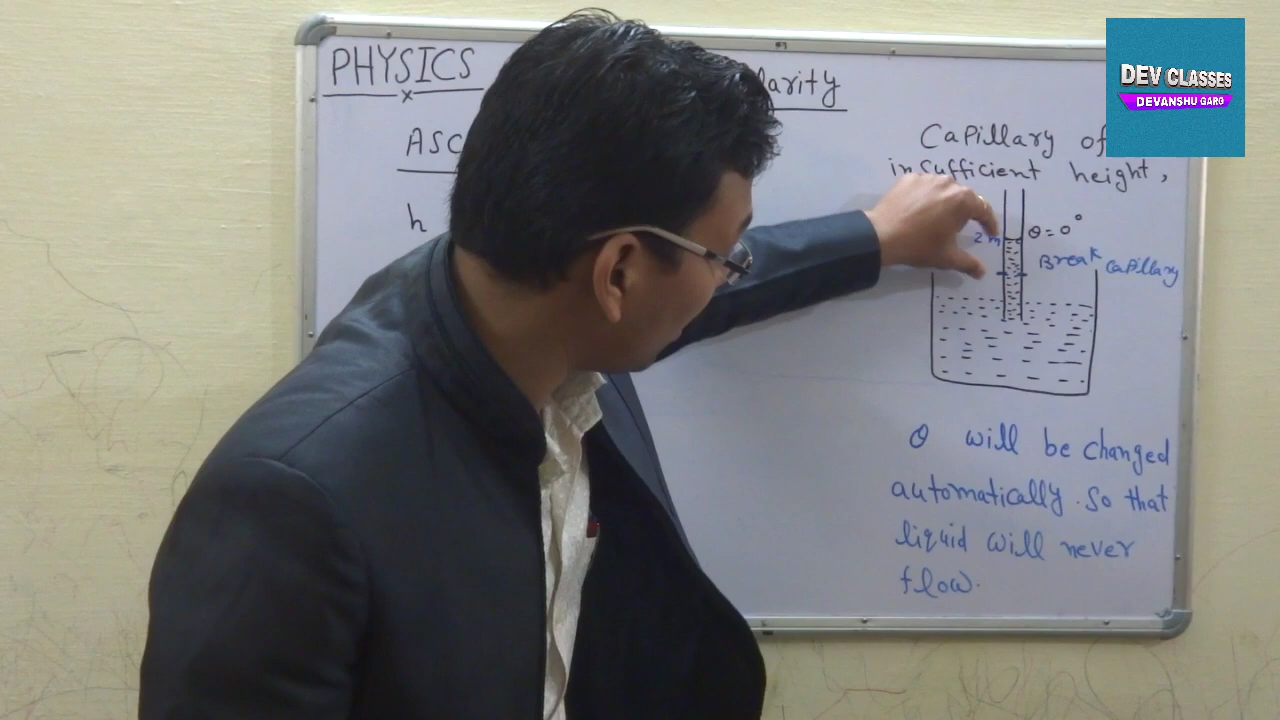 PHYSICS
larity
ASC
h
Capillary of
insufficient height,
θ = 0°
2 m
Break Capillary
θ will be changed
automatically. So that
liquid will never
flow.
DEV CLASSES
DEVANSHU GARG